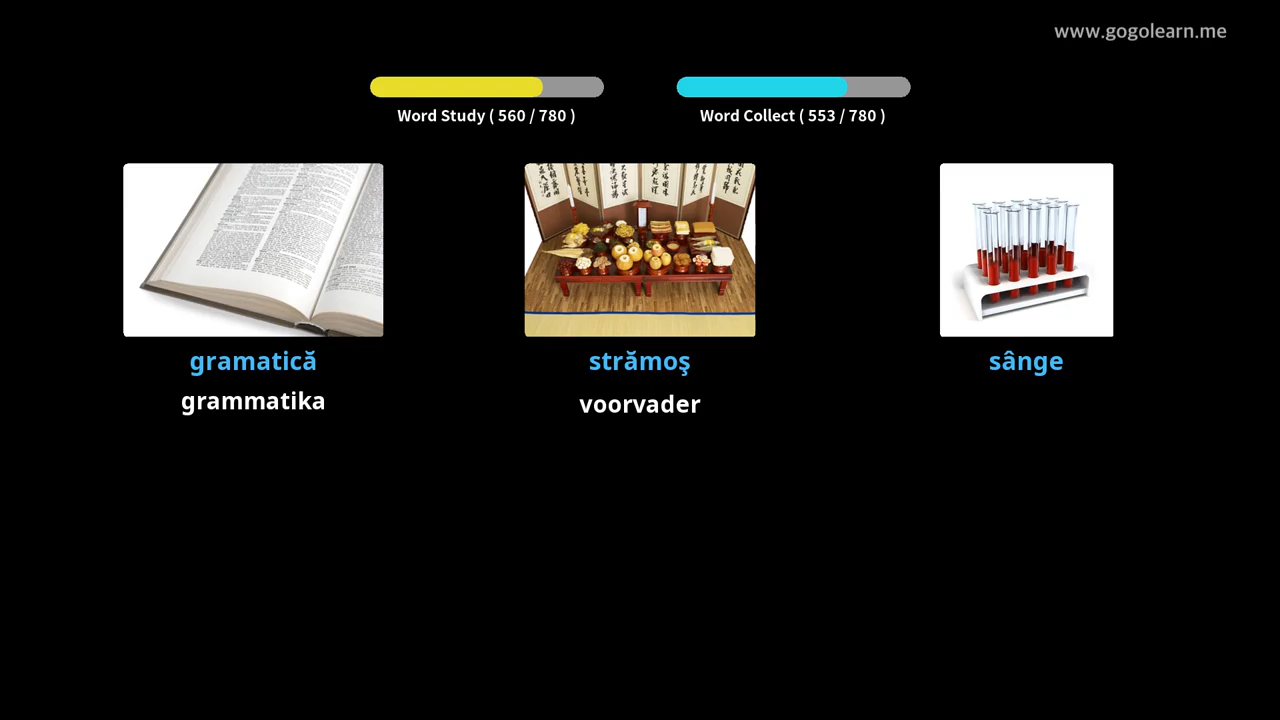 www.gogolearn.me
Word Study ( 560 / 780 )
Word Collect ( 553 / 780 )
gramatică
strămoş
sânge
grammatika
voorvader